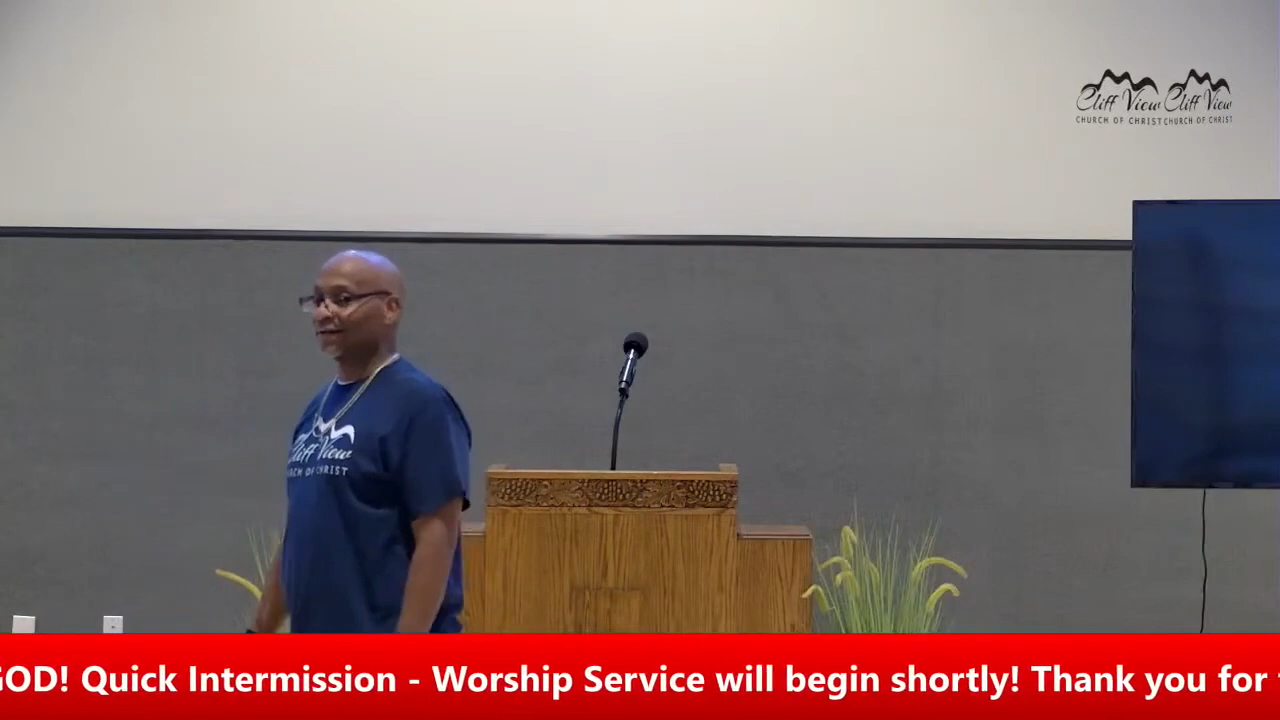 Cliff View Cliff View
CHURCH OF CHRIST CHURCH OF CHRIST
Cliff View
CHURCH OF CHRIST
GOD! Quick Intermission - Worship Service will begin shortly! Thank you for